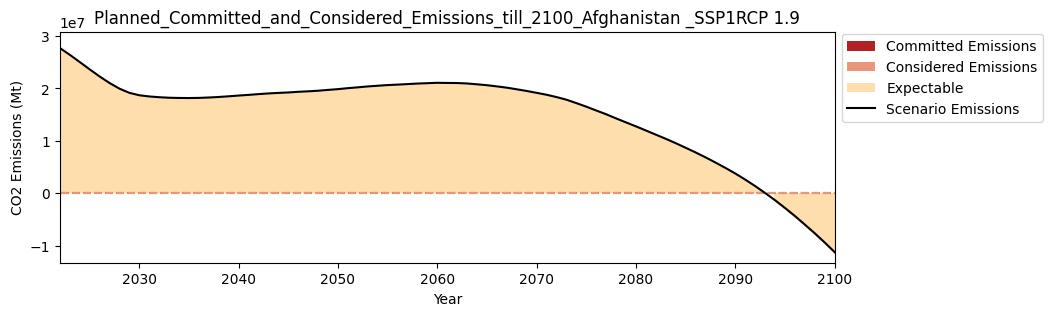 Planned_Committed_and_Considered_Emissions_till_2100_Afghanistan _SSP1RCP 1.9
1e7
3
2
1
0
−1
CO2 Emissions (Mt)
2030 2040 2050 2060 2070 2080 2090 2100
Year
Committed Emissions
Considered Emissions
Expectable
Scenario Emissions